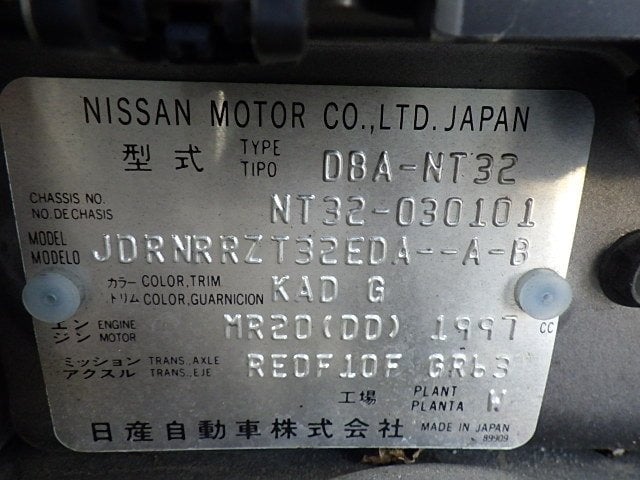 NISSAN MOTOR CO.,LTD. JAPAN
型式 TYPE TIPO DBA-NT32
CHASSIS NO. NO. DE CHASIS NT32-030101
MODEL MODELO JDRNRRZT32EDA--A-B
カラー COLOR, TRIM トリム COLOR, GUARNICION KAD G
エンジン ENGINE MOTOR MR20(DD) 1997 CC
ミッション TRANS., AXLE アクスル TRANS., EJE RE0F10F GR63
工場 PLANT PLANTA W
日産自動車株式会社 MADE IN JAPAN
89909